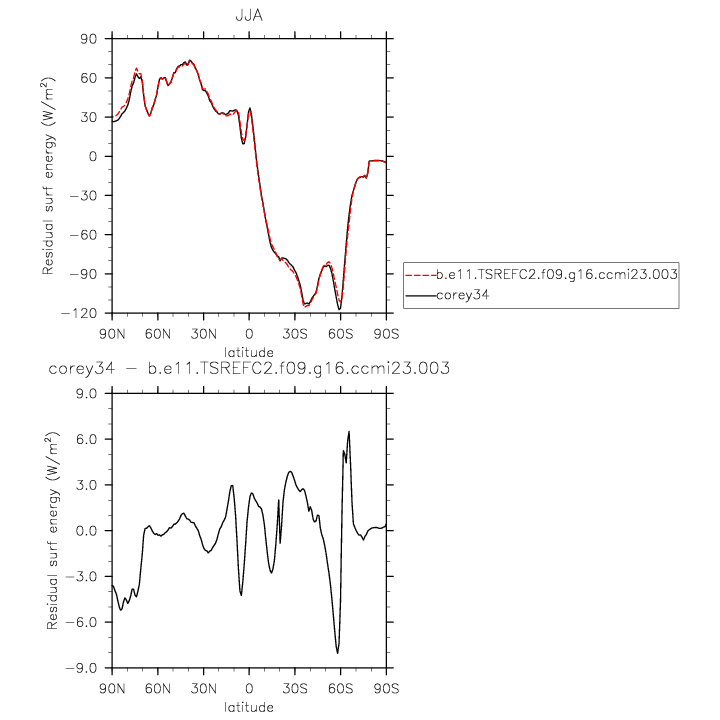 JJA
Residual surf energy (W/m²)
90
60
30
0
−30
−60
−90
−120
90N 60N 30N 0 30S 60S 90S
latitude
b.e11.TSREFC2.f09.g16.ccmi23.003
corey34
corey34 − b.e11.TSREFC2.f09.g16.ccmi23.003
Residual surf energy (W/m²)
9.0
6.0
3.0
0.0
−3.0
−6.0
−9.0
90N 60N 30N 0 30S 60S 90S
latitude